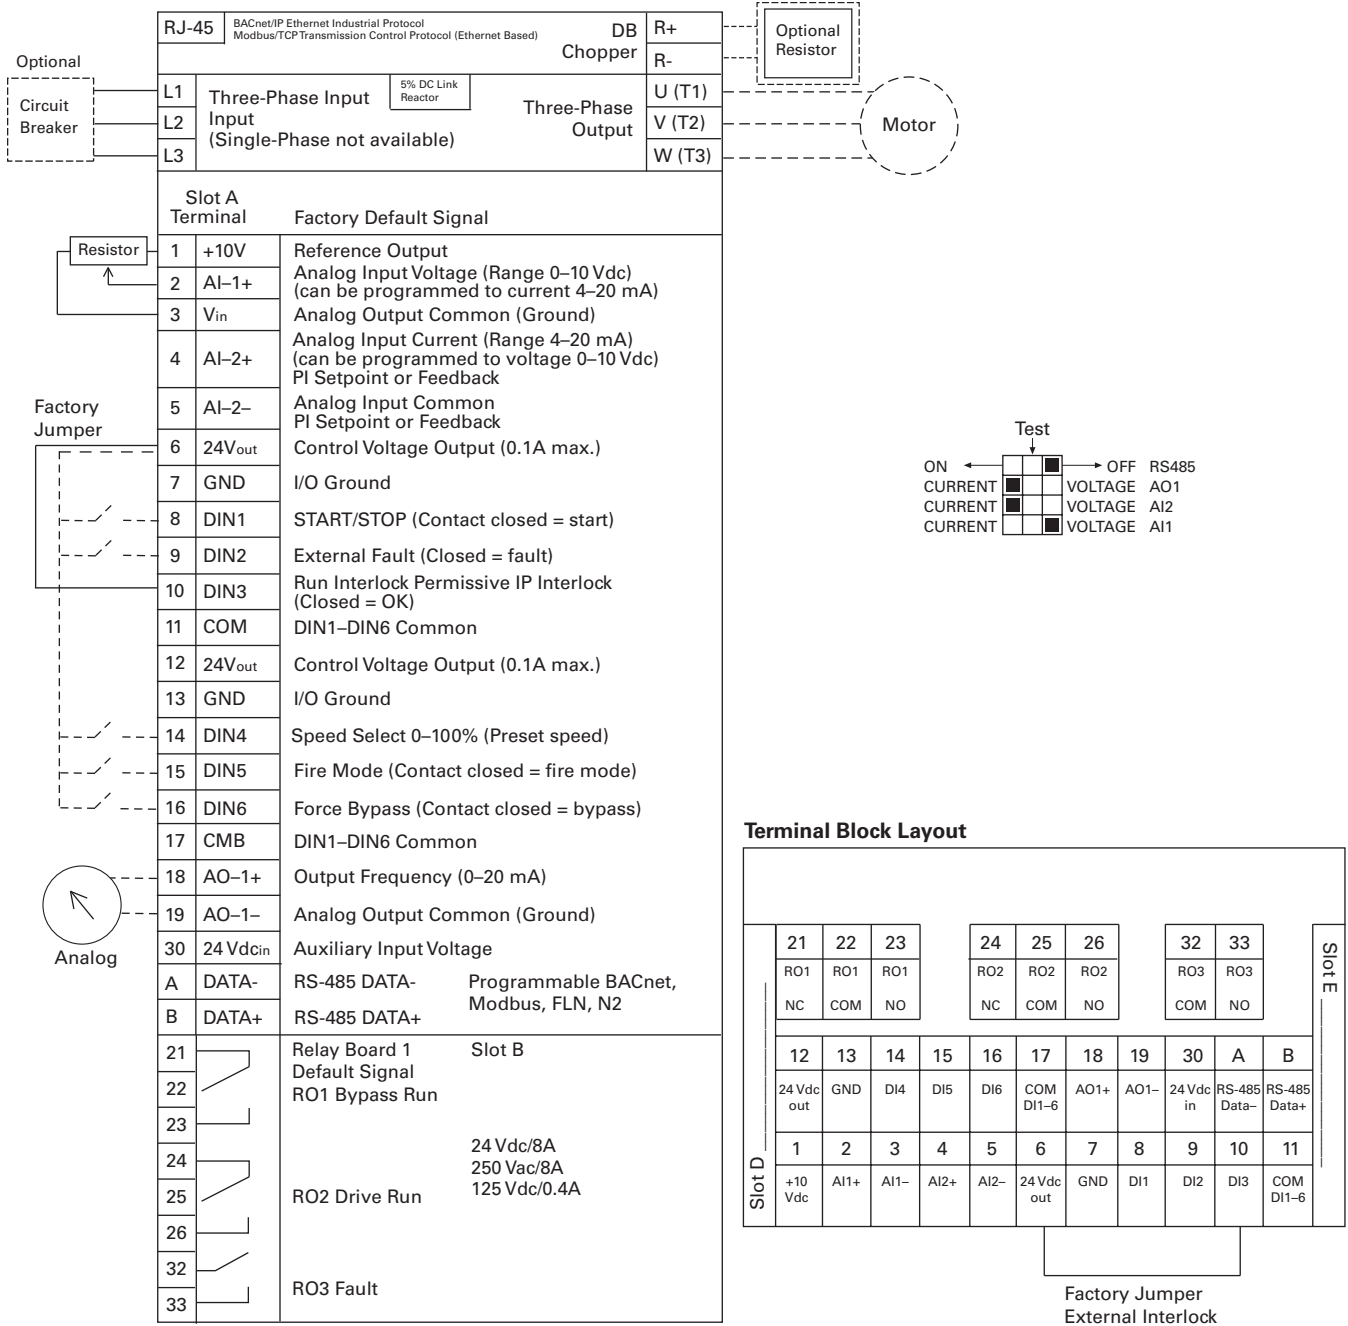 RJ-45
BACnet/IP Ethernet Industrial Protocol
Modbus/TCP Transmission Control Protocol (Ethernet Based)
DB
Chopper
R+
R-
Optional
Resistor
Optional
Circuit
Breaker
L1
L2
L3
Three-Phase Input
Input
(Single-Phase not available)
5% DC Link
Reactor
Three-Phase
Output
U (T1)
V (T2)
W (T3)
Motor
Slot A
Terminal
Factory Default Signal
Resistor
1 +10V Reference Output
2 AI–1+ Analog Input Voltage (Range 0–10 Vdc)
(can be programmed to current 4–20 mA)
3 Vin Analog Output Common (Ground)
4 AI–2+ Analog Input Current (Range 4–20 mA)
(can be programmed to voltage 0–10 Vdc)
PI Setpoint or Feedback
5 AI–2– Analog Input Common
PI Setpoint or Feedback
Factory
Jumper
6 24Vout Control Voltage Output (0.1A max.)
7 GND I/O Ground
8 DIN1 START/STOP (Contact closed = start)
9 DIN2 External Fault (Closed = fault)
10 DIN3 Run Interlock Permissive IP Interlock
(Closed = OK)
11 COM DIN1–DIN6 Common
12 24Vout Control Voltage Output (0.1A max.)
13 GND I/O Ground
14 DIN4 Speed Select 0–100% (Preset speed)
15 DIN5 Fire Mode (Contact closed = fire mode)
16 DIN6 Force Bypass (Contact closed = bypass)
17 CMB DIN1–DIN6 Common
18 AO–1+ Output Frequency (0–20 mA)
19 AO–1– Analog Output Common (Ground)
Analog
30 24 Vdcin Auxiliary Input Voltage
A DATA- RS-485 DATA-
B DATA+ RS-485 DATA+
Programmable BACnet,
Modbus, FLN, N2
21
22
23
24
25
26
32
33
Relay Board 1
Default Signal
RO1 Bypass Run
Slot B
24 Vdc/8A
250 Vac/8A
125 Vdc/0.4A
RO2 Drive Run
RO3 Fault
Test
ON OFF RS485
CURRENT VOLTAGE AO1
CURRENT VOLTAGE AI2
CURRENT VOLTAGE AI1
Terminal Block Layout
Slot D
Slot E
21 22 23 24 25 26 32 33
RO1 RO1 RO1 RO2 RO2 RO2 RO3 RO3
NC COM NO NC COM NO COM NO
12 13 14 15 16 17 18 19 30 A B
24 Vdc GND DI4 DI5 DI6 COM AO1+ AO1– 24 Vdc RS-485 RS-485
out DI1–6 in Data– Data+
1 2 3 4 5 6 7 8 9 10 11
+10 AI1+ AI1– AI2+ AI2– 24 Vdc GND DI1 DI2 DI3 COM
Vdc out DI1–6
Factory Jumper
External Interlock